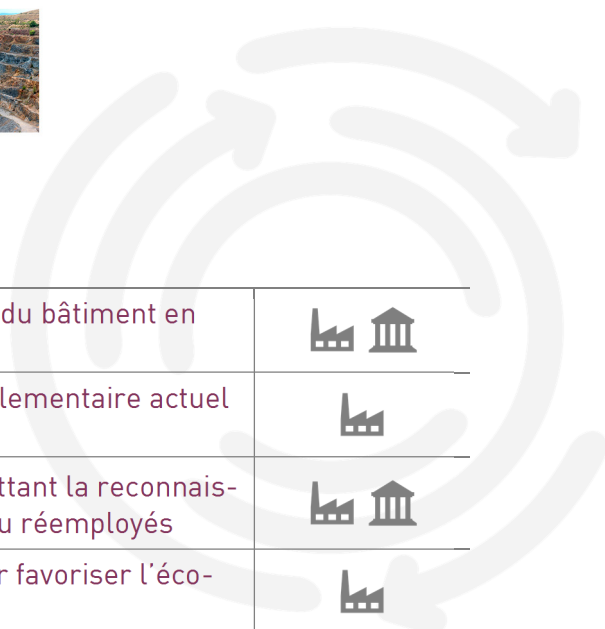 du bâtiment en
lementaire actuel
ttant la reconnais-
u réemployés
r favoriser l'éco-